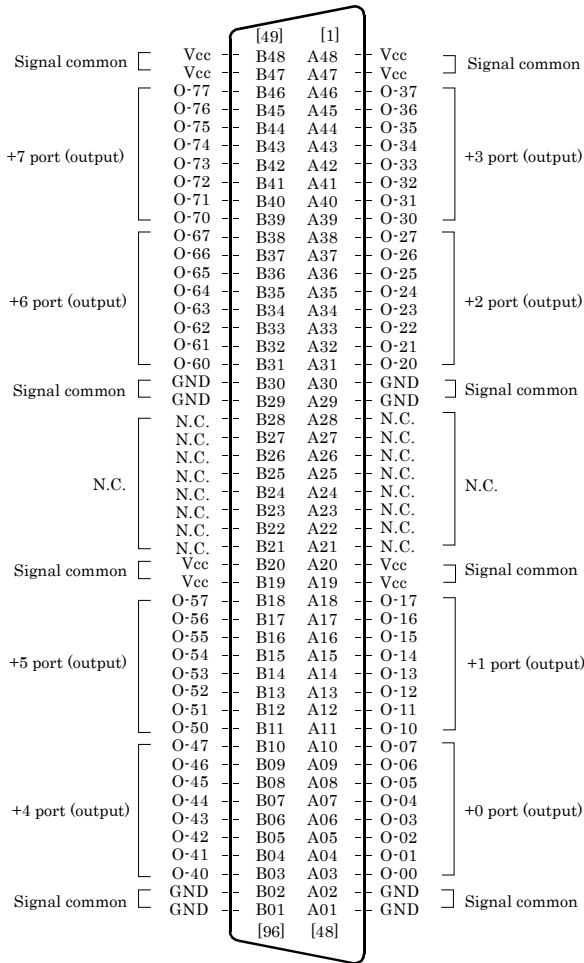 [49] [1]
Vcc B48 A48 Vcc
Signal common Signal common
Vcc B47 A47 Vcc
O-77 B46 A46 O-37
O-76 B45 A45 O-36
O-75 B44 A44 O-35
O-74 B43 A43 O-34
+7 port (output) +3 port (output)
O-73 B42 A42 O-33
O-72 B41 A41 O-32
O-71 B40 A40 O-31
O-70 B39 A39 O-30
O-67 B38 A38 O-27
O-66 B37 A37 O-26
O-65 B36 A36 O-25
O-64 B35 A35 O-24
+6 port (output) +2 port (output)
O-63 B34 A34 O-23
O-62 B33 A33 O-22
O-61 B32 A32 O-21
O-60 B31 A31 O-20
GND B30 A30 GND
Signal common Signal common
GND B29 A29 GND
N.C. B28 A28 N.C.
N.C. B27 A27 N.C.
N.C. B26 A26 N.C.
N.C. B25 A25 N.C.
N.C. N.C.
N.C. B24 A24 N.C.
N.C. B23 A23 N.C.
N.C. B22 A22 N.C.
N.C. B21 A21 N.C.
Vcc B20 A20 Vcc
Signal common Signal common
Vcc B19 A19 Vcc
O-57 B18 A18 O-17
O-56 B17 A17 O-16
O-55 B16 A16 O-15
O-54 B15 A15 O-14
+5 port (output) +1 port (output)
O-53 B14 A14 O-13
O-52 B13 A13 O-12
O-51 B12 A12 O-11
O-50 B11 A11 O-10
O-47 B10 A10 O-07
O-46 B09 A09 O-06
O-45 B08 A08 O-05
O-44 B07 A07 O-04
+4 port (output) +0 port (output)
O-43 B06 A06 O-03
O-42 B05 A05 O-02
O-41 B04 A04 O-01
O-40 B03 A03 O-00
GND B02 A02 GND
Signal common Signal common
GND B01 A01 GND
[96] [48]